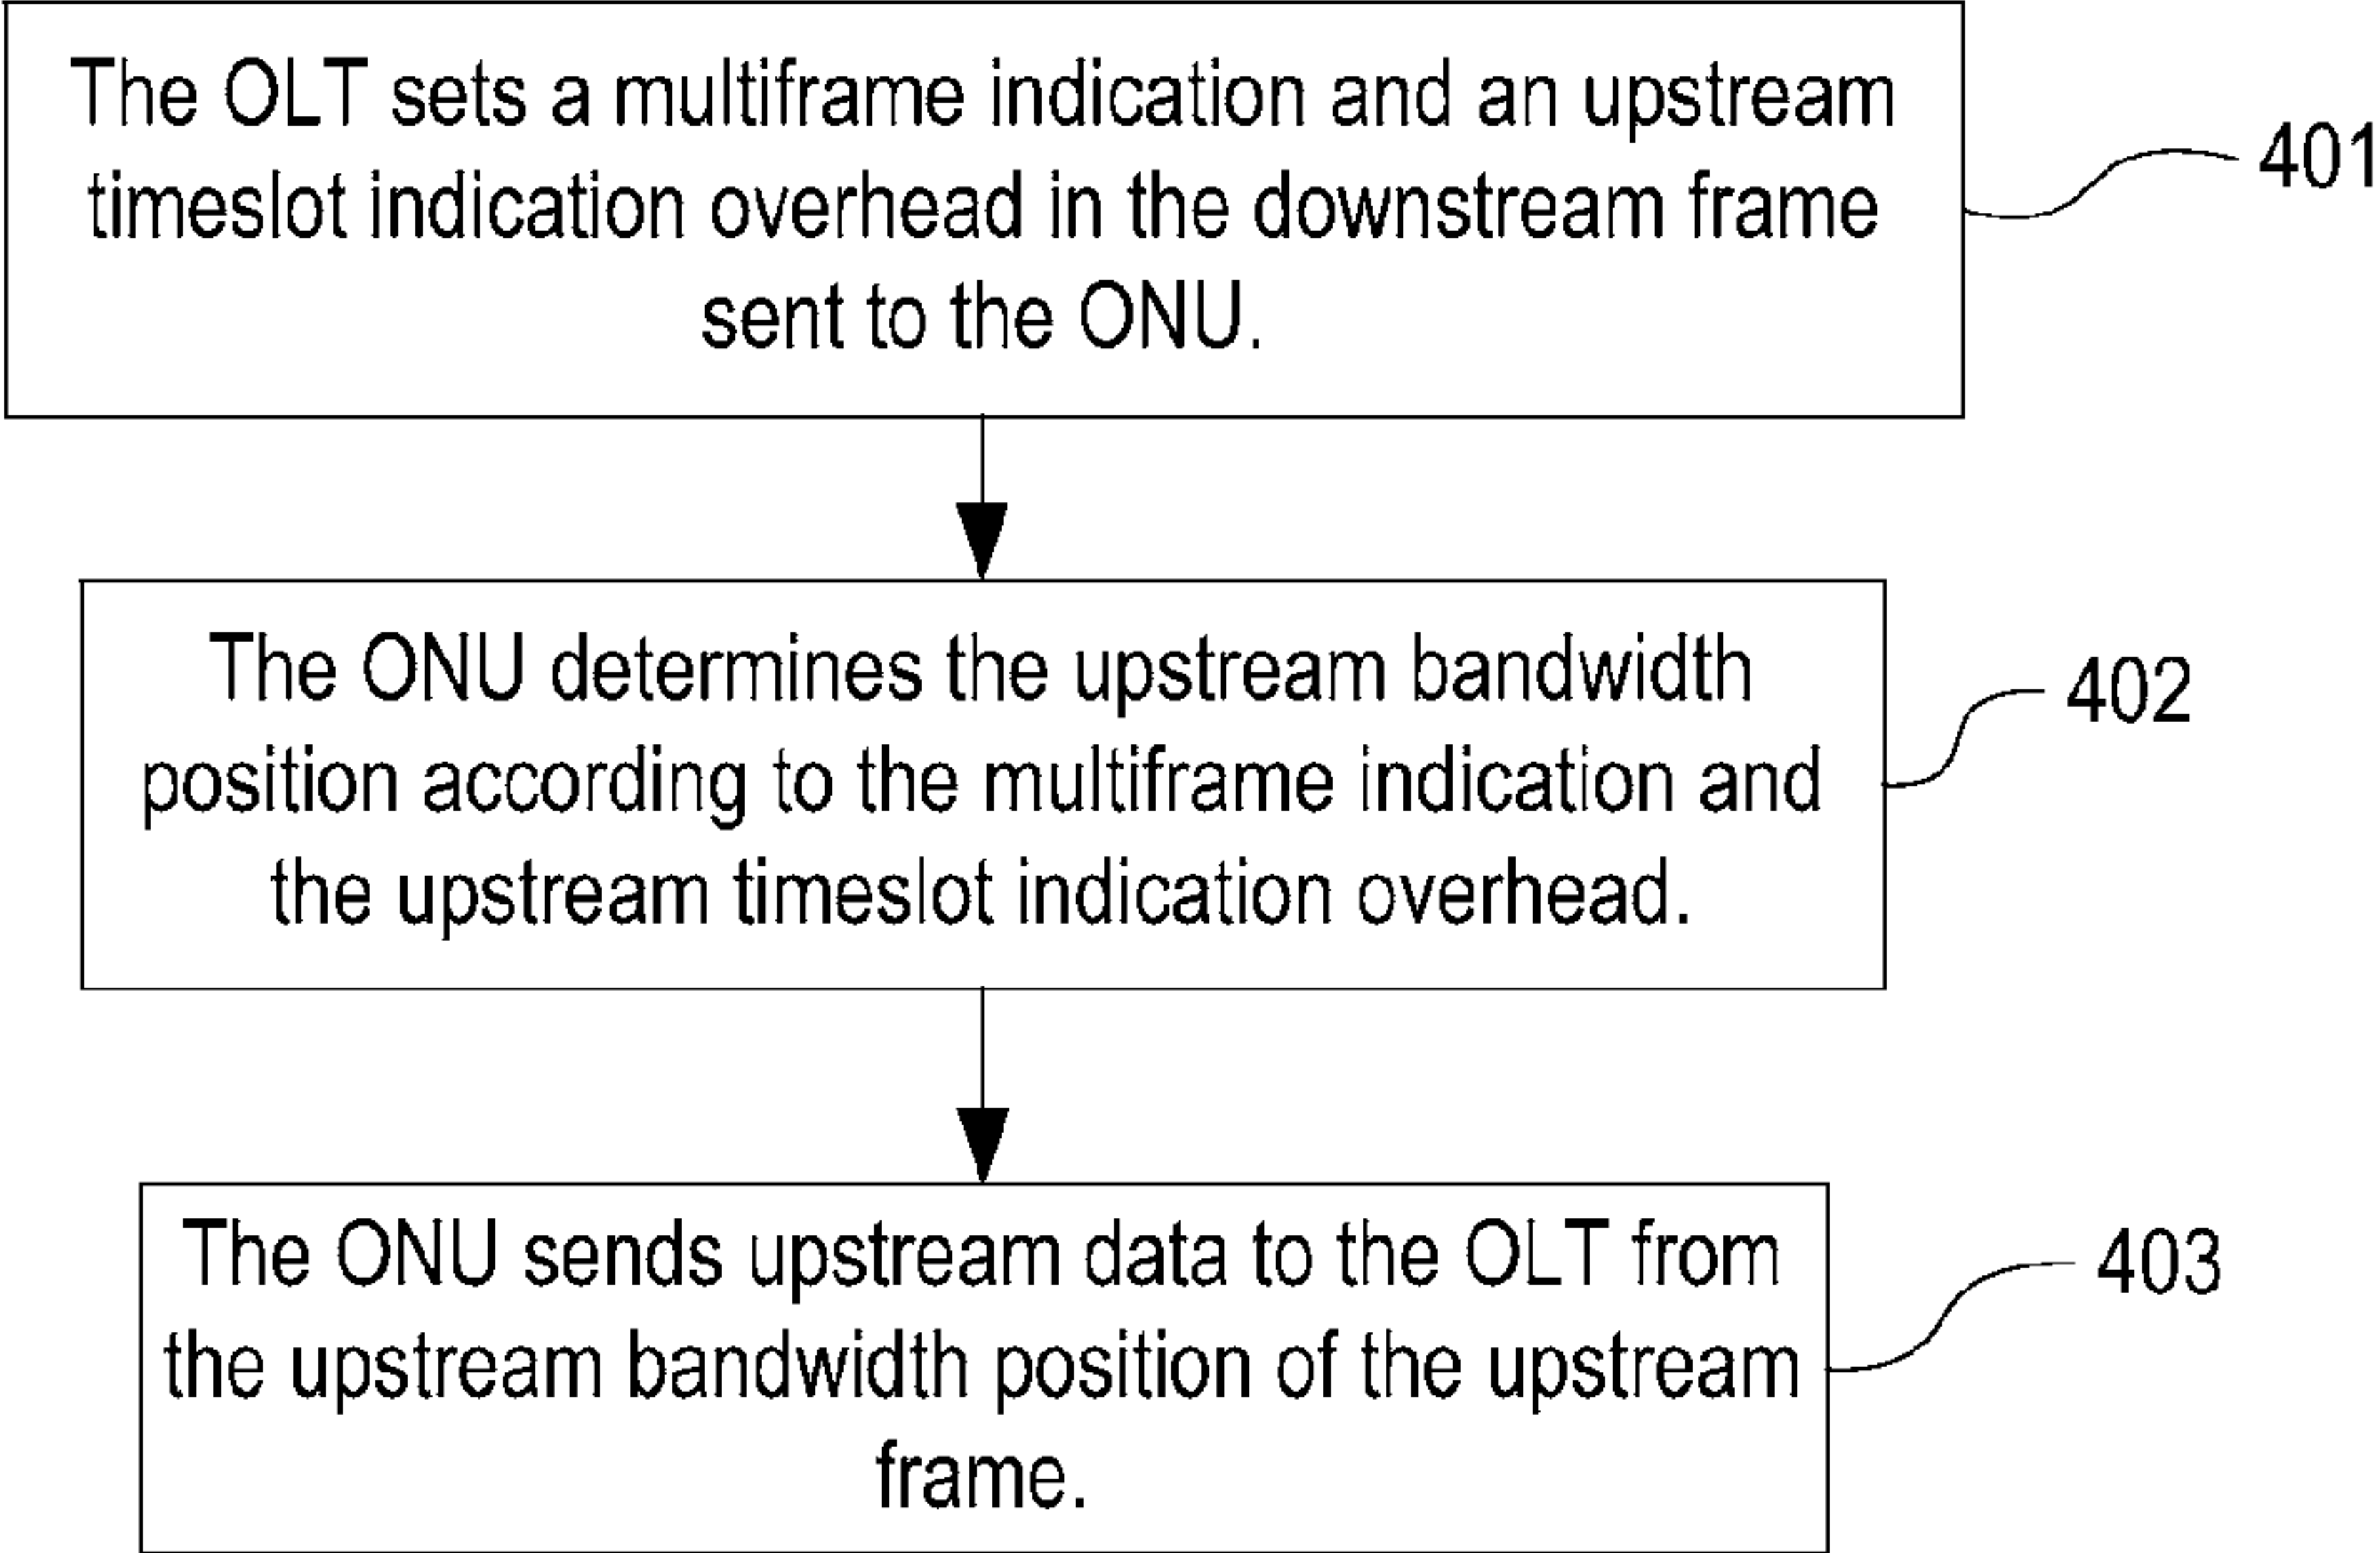 The OLT sets a multiframe indication and an upstream
timeslot indication overhead in the downstream frame
sent to the ONU.
401
The ONU determines the upstream bandwidth
position according to the multiframe indication and
the upstream timeslot indication overhead.
402
The ONU sends upstream data to the OLT from
the upstream bandwidth position of the upstream
frame.
403